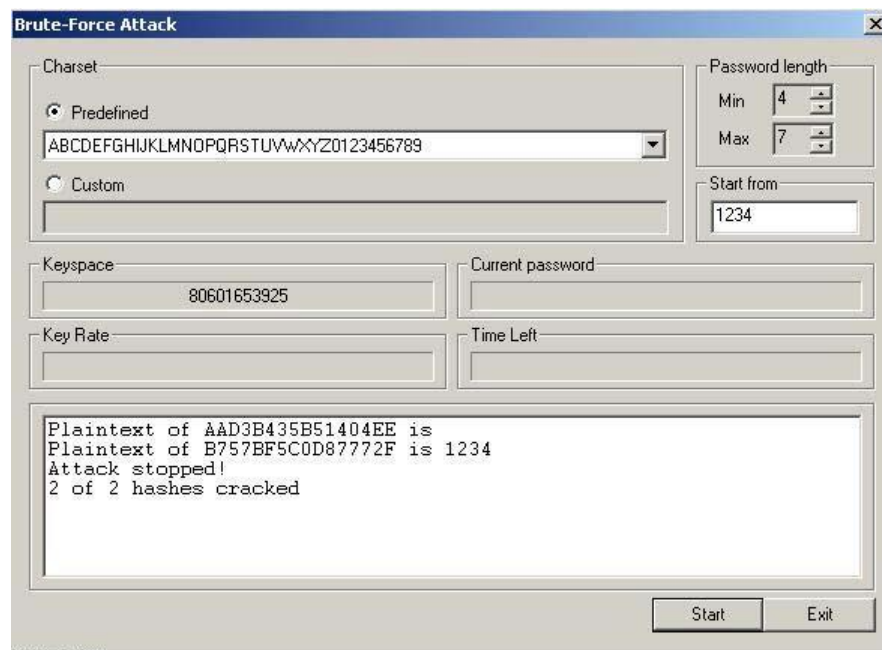 Brute-Force Attack
Charset
Predefined
ABCDEFGHIJKLMNOPQRSTUVWXYZ0123456789
Custom
Password length
Min 4
Max 7
Start from
1234
Keyspace
80601653925
Current password
Key Rate
Time Left
Plaintext of AAD3B435B51404EE is
Plaintext of B757BF5C0D87772F is 1234
Attack stopped!
2 of 2 hashes cracked
Start
Exit